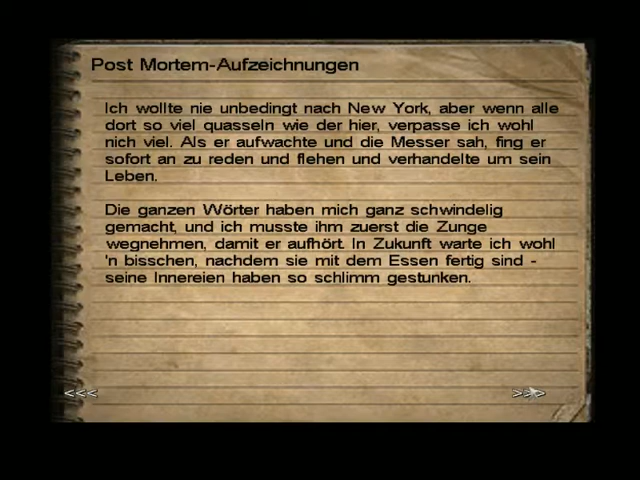 Post Mortem-Aufzeichnungen
Ich wollte nie unbedingt nach New York, aber wenn alle
dort so viel quasseln wie der hier, verpasse ich wohl
nich viel. Als er aufwachte und die Messer sah, fing er
sofort an zu reden und flehen und verhandelte um sein
Leben.
Die ganzen Wörter haben mich ganz schwindelig
gemacht, und ich musste ihm zuerst die Zunge
wegnehmen, damit er aufhört. In Zukunft warte ich wohl
'n bisschen, nachdem sie mit dem Essen fertig sind -
seine Innereien haben so schlimm gestunken.
<<< >>>